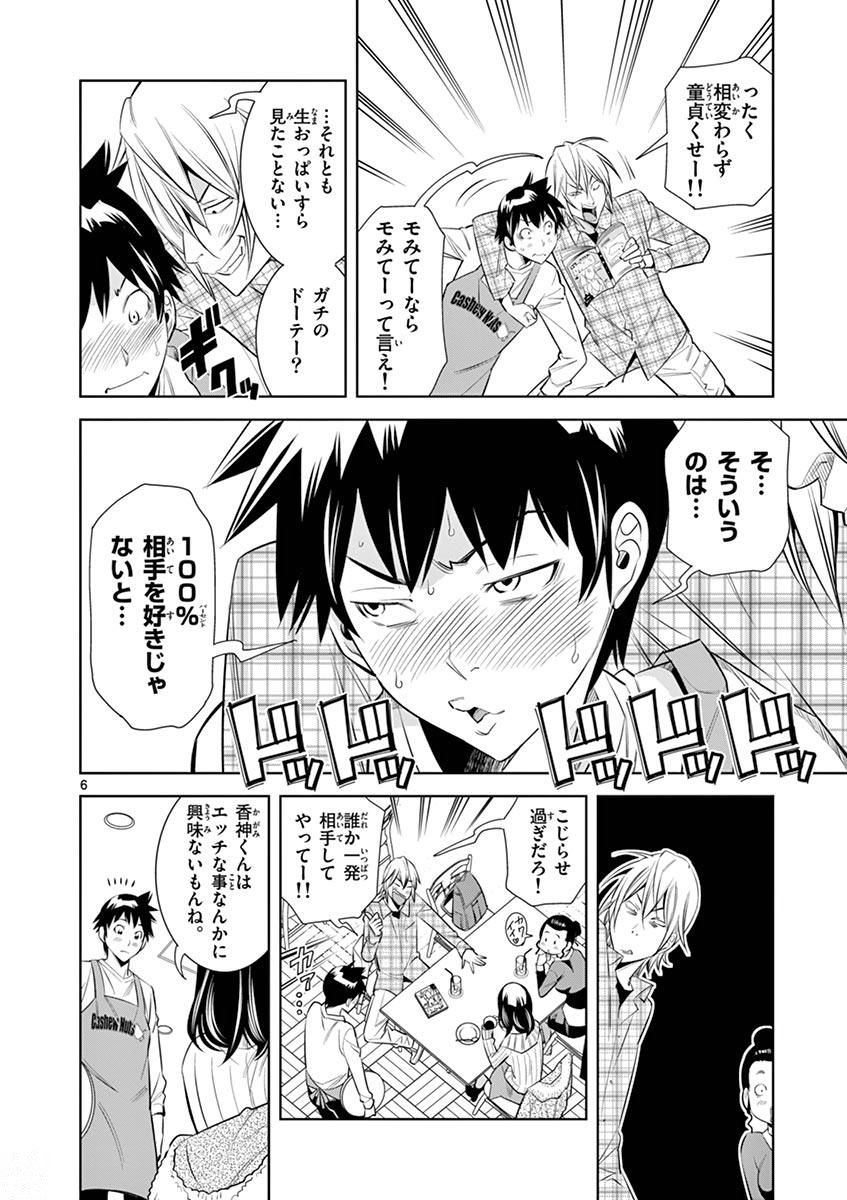 ったく
相変わらず
童貞くせー!!
モみてーなら
モみてーって言え!
Cashew Nuts
…それとも
生おっぱいすら
見たことない…
ガチの
ドーテー?
ギクッ
そ…
そういう
のは…
100%
相手を好きじゃ
ないと…
ドッドッドッ
ドッドッ
6
こじらせ
過ぎだろ!
誰か一発
相手して
やってー!!
カァ…
香神くんは
エッチな事なんかに
興味ないもんね。
Cashew Nuts